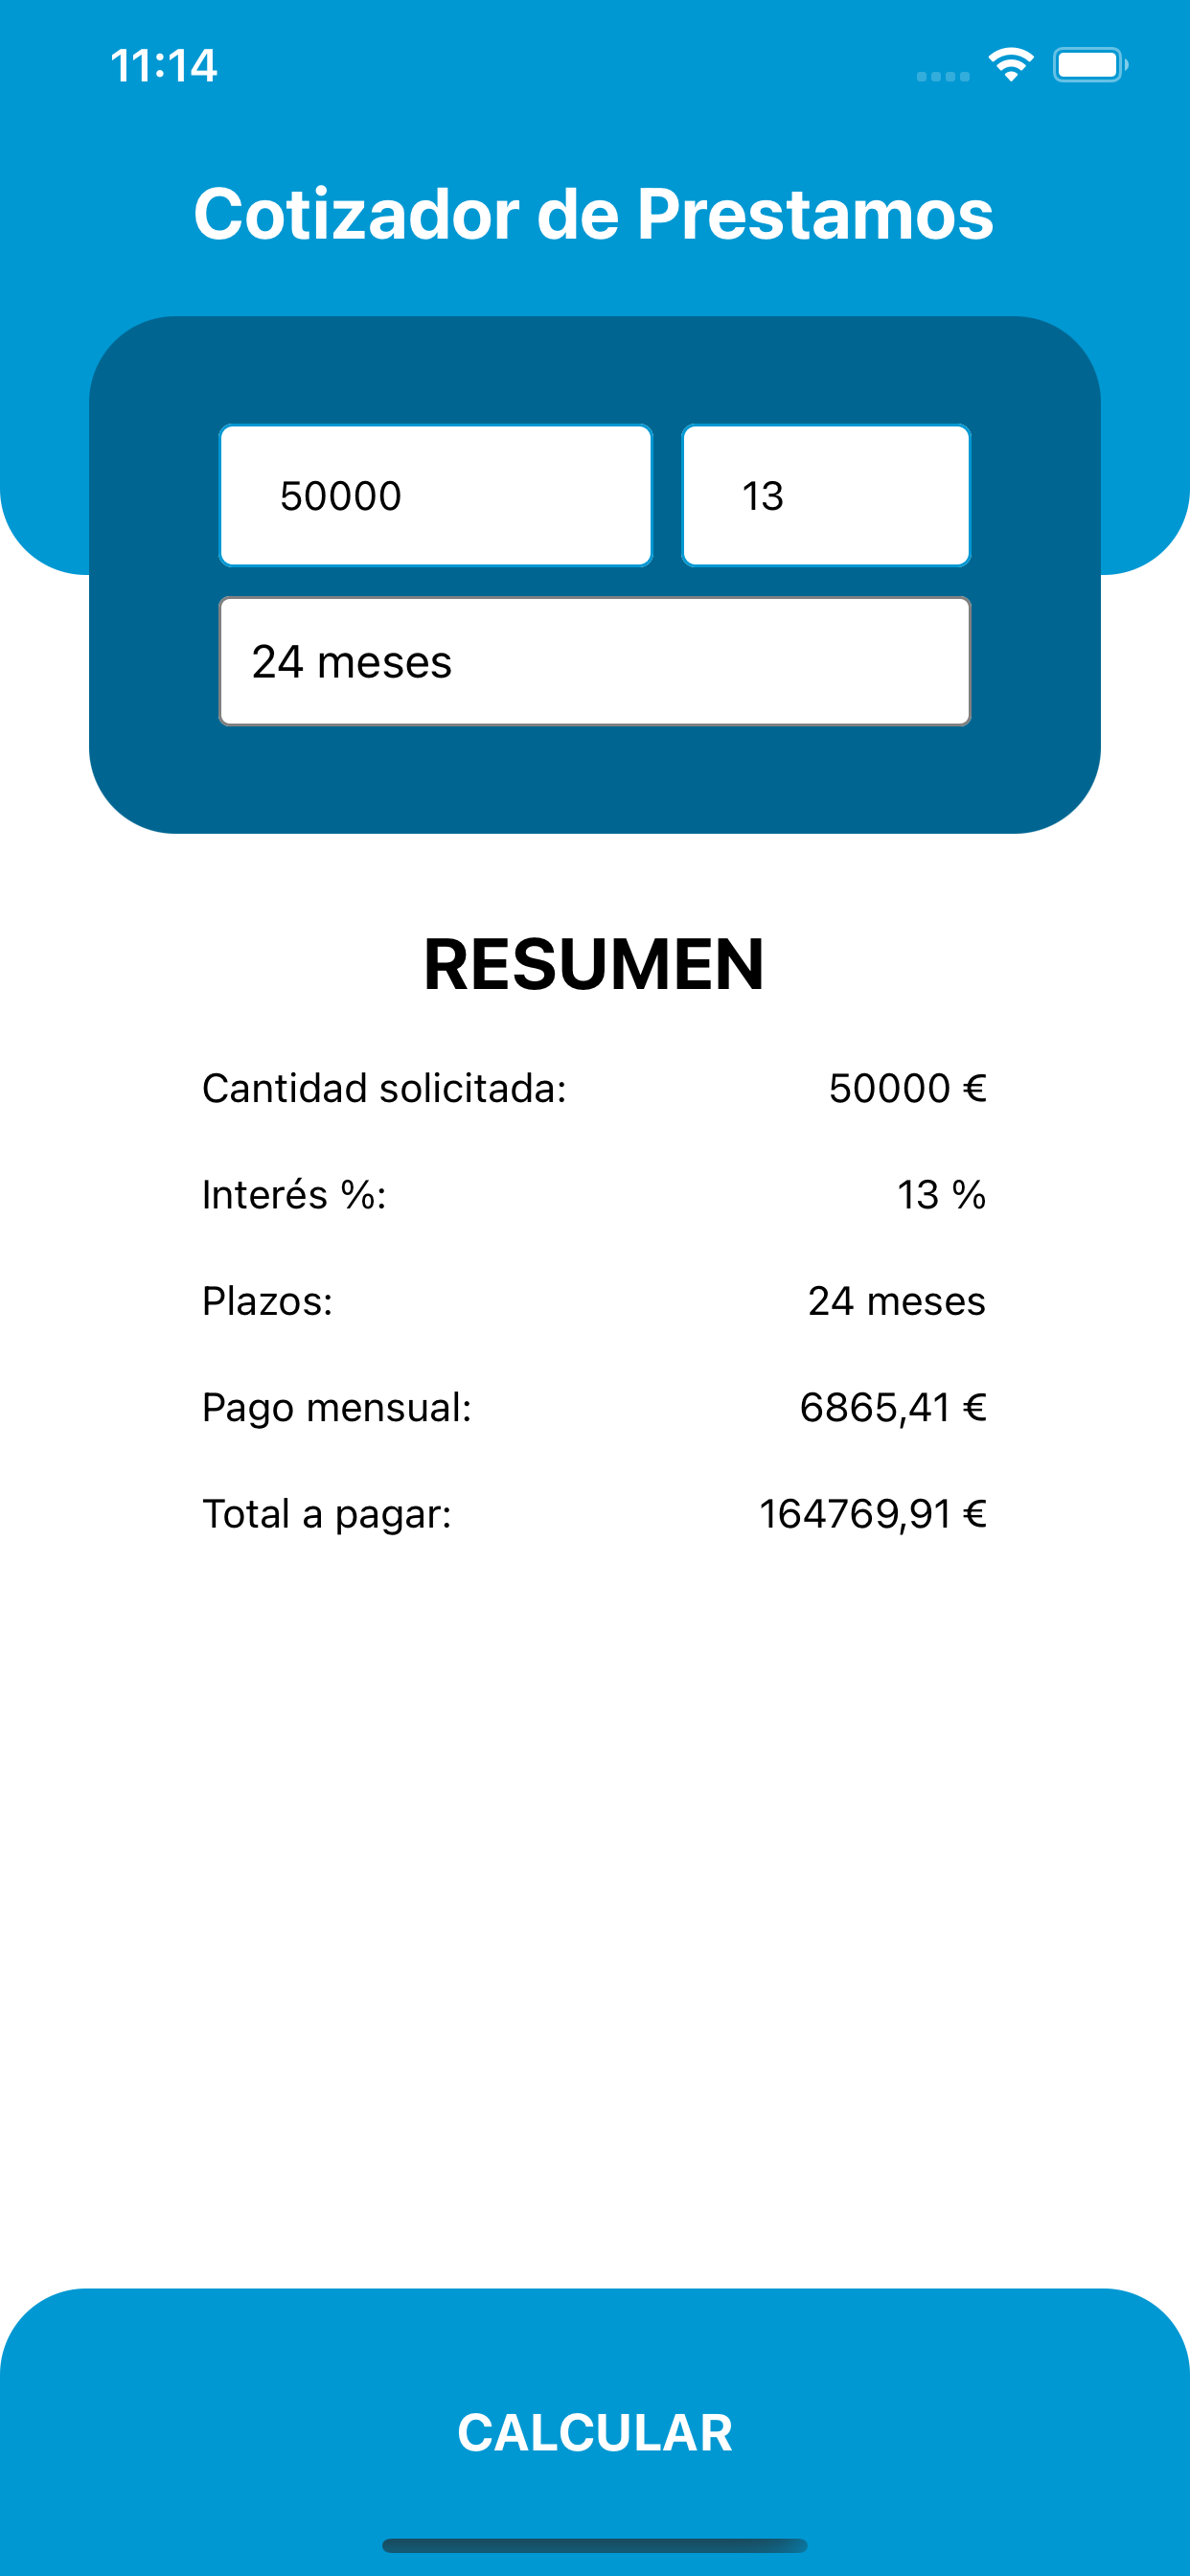 11:14
Cotizador de Prestamos
50000 13
24 meses
RESUMEN
Cantidad solicitada: 50000 €
Interés %: 13 %
Plazos: 24 meses
Pago mensual: 6865,41 €
Total a pagar: 164769,91 €
CALCULAR